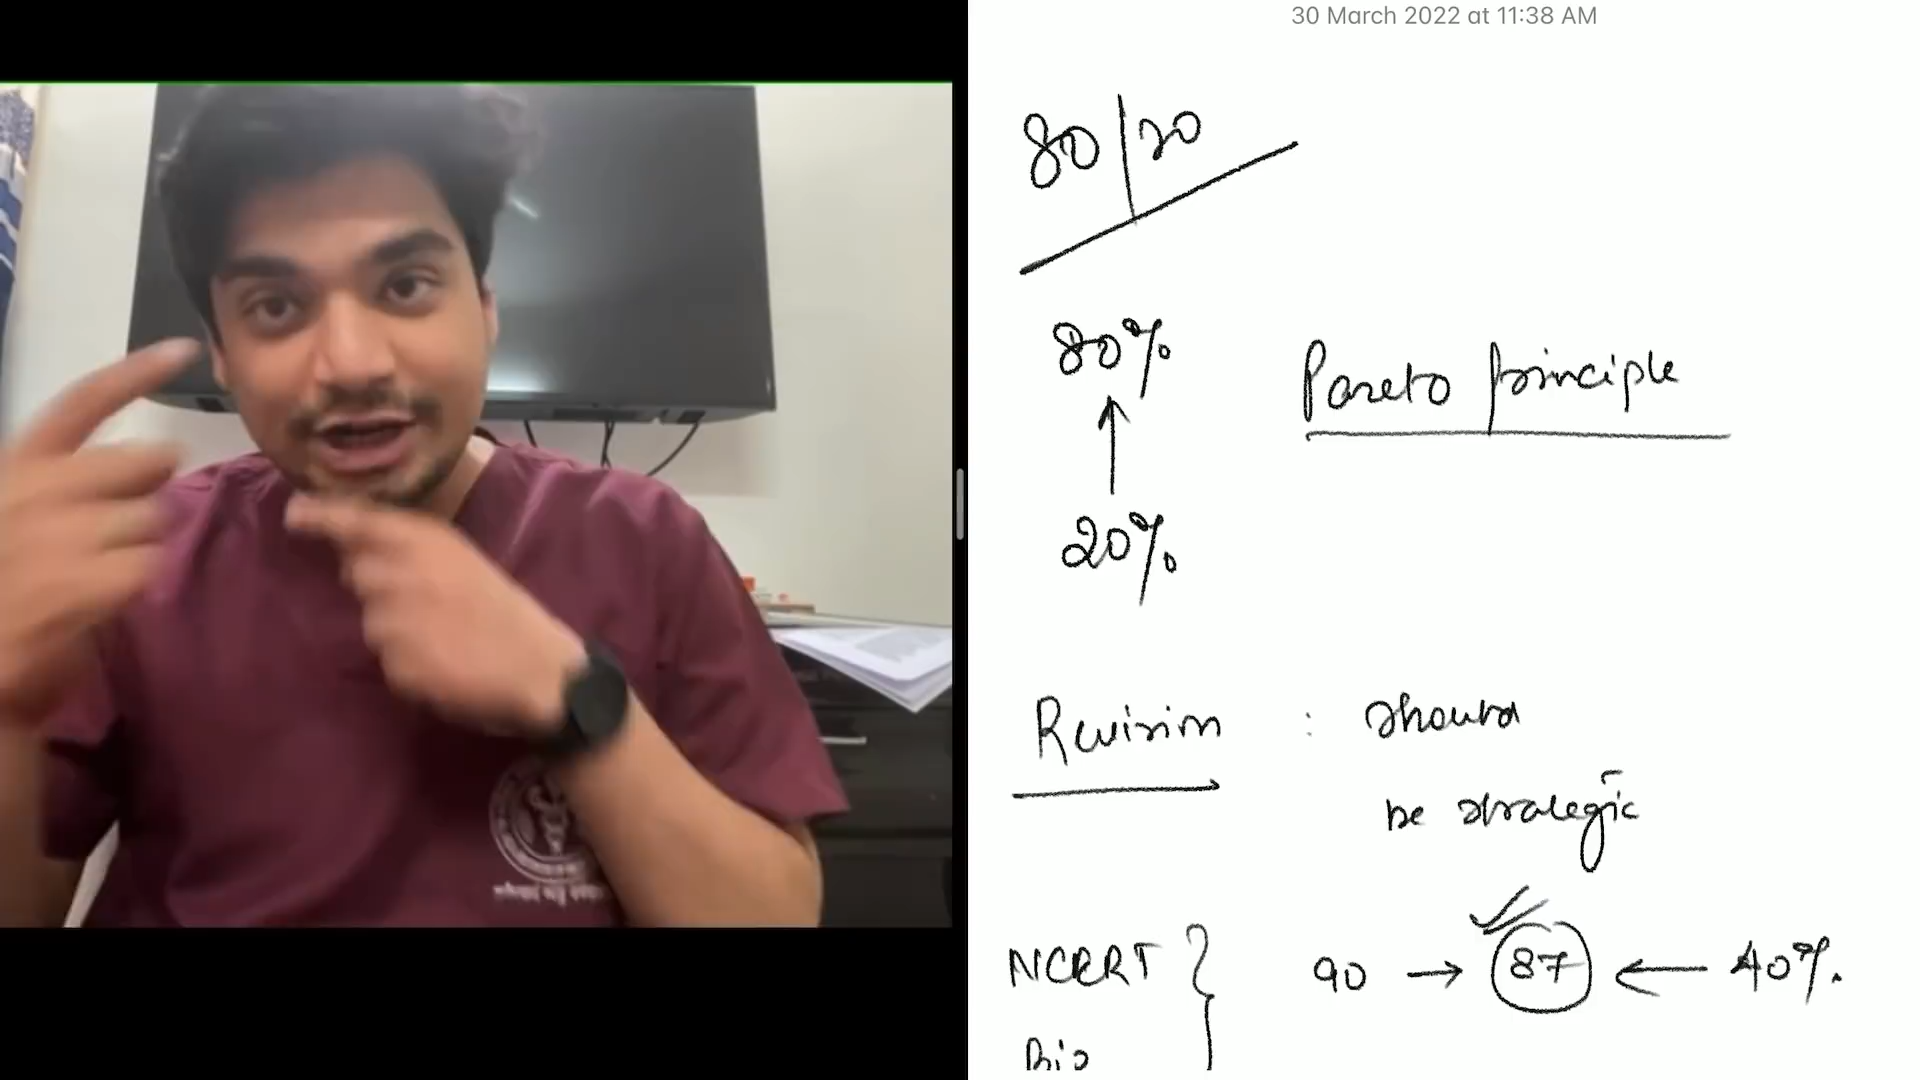 30 March 2022 at 11:38 AM
80/20
80%
Pareto principle
20%
Revision : should
be strategic
NCERT } 90 → 87 ← 40%.
Bio